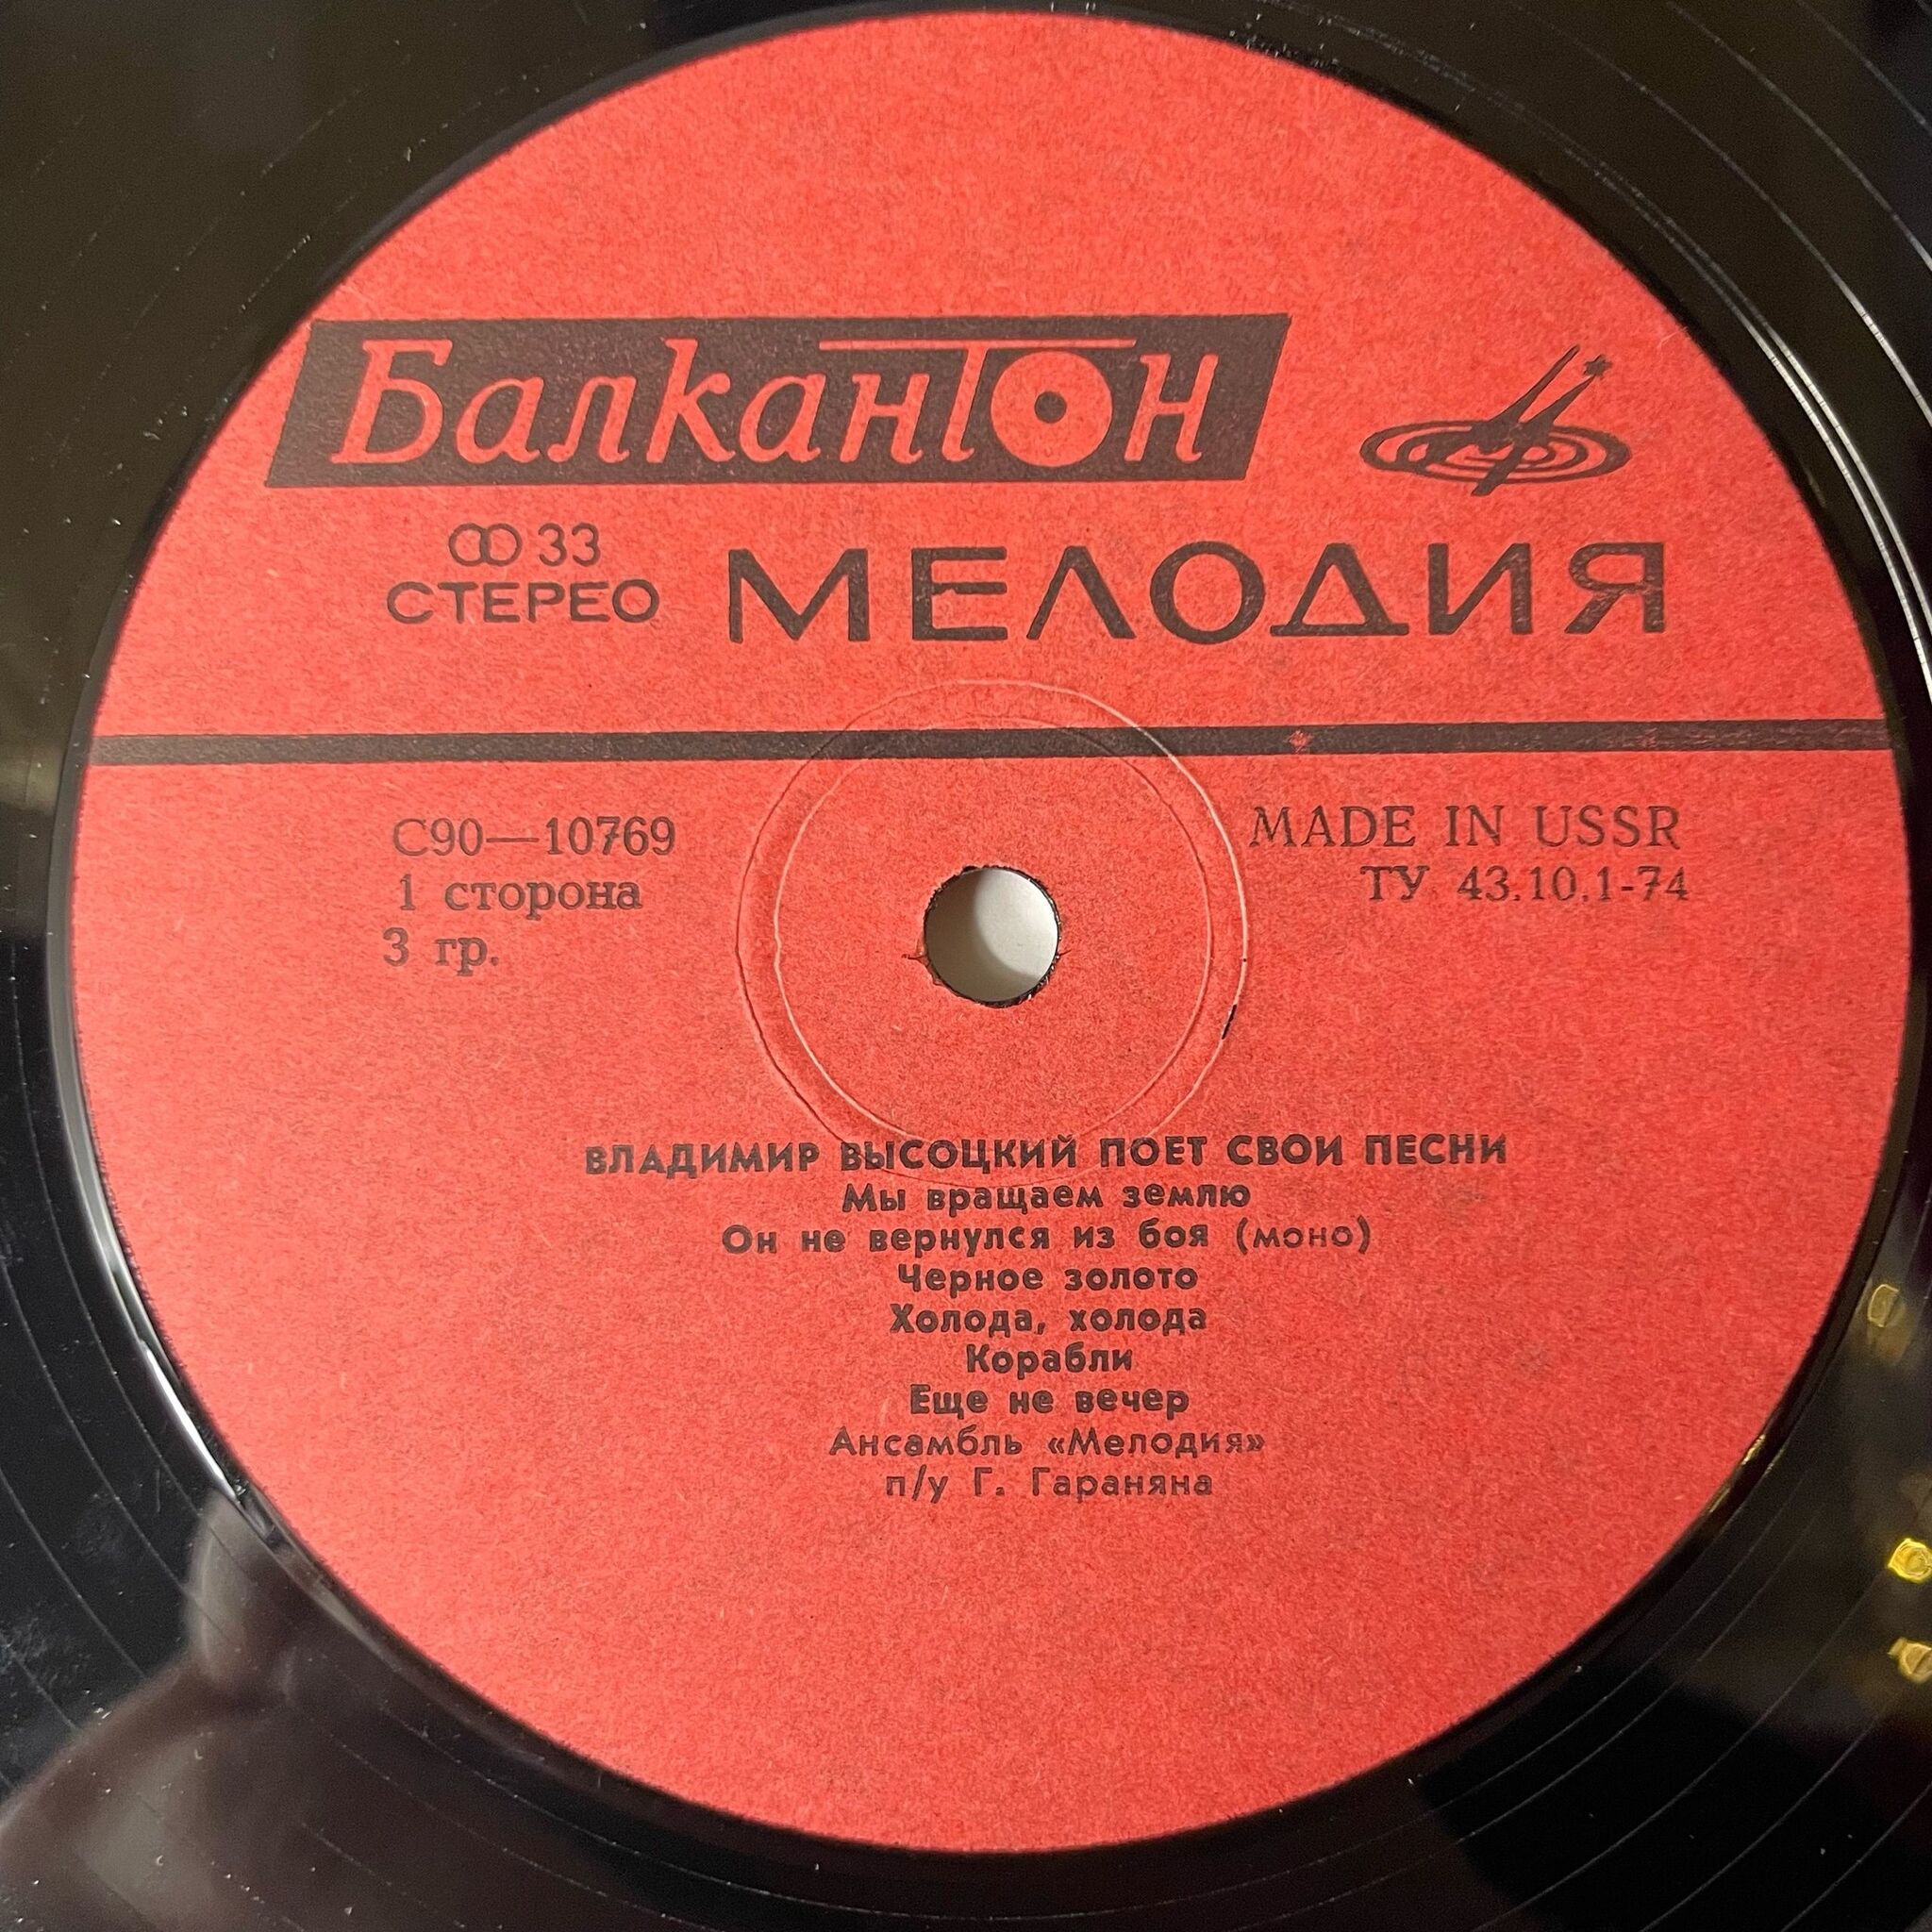 Балкантон
33
СТЕРЕО
МЕЛОДИЯ
С90—10769
1 сторона
3 гр.
MADE IN USSR
ТУ 43.10.1-74
ВЛАДИМИР ВЫСОЦКИЙ ПОЕТ СВОИ ПЕСНИ
Мы вращаем землю
Он не вернулся из боя (моно)
Черное золото
Холода, холода
Корабли
Еще не вечер
Ансамбль «Мелодия»
п/у Г. Гараняна